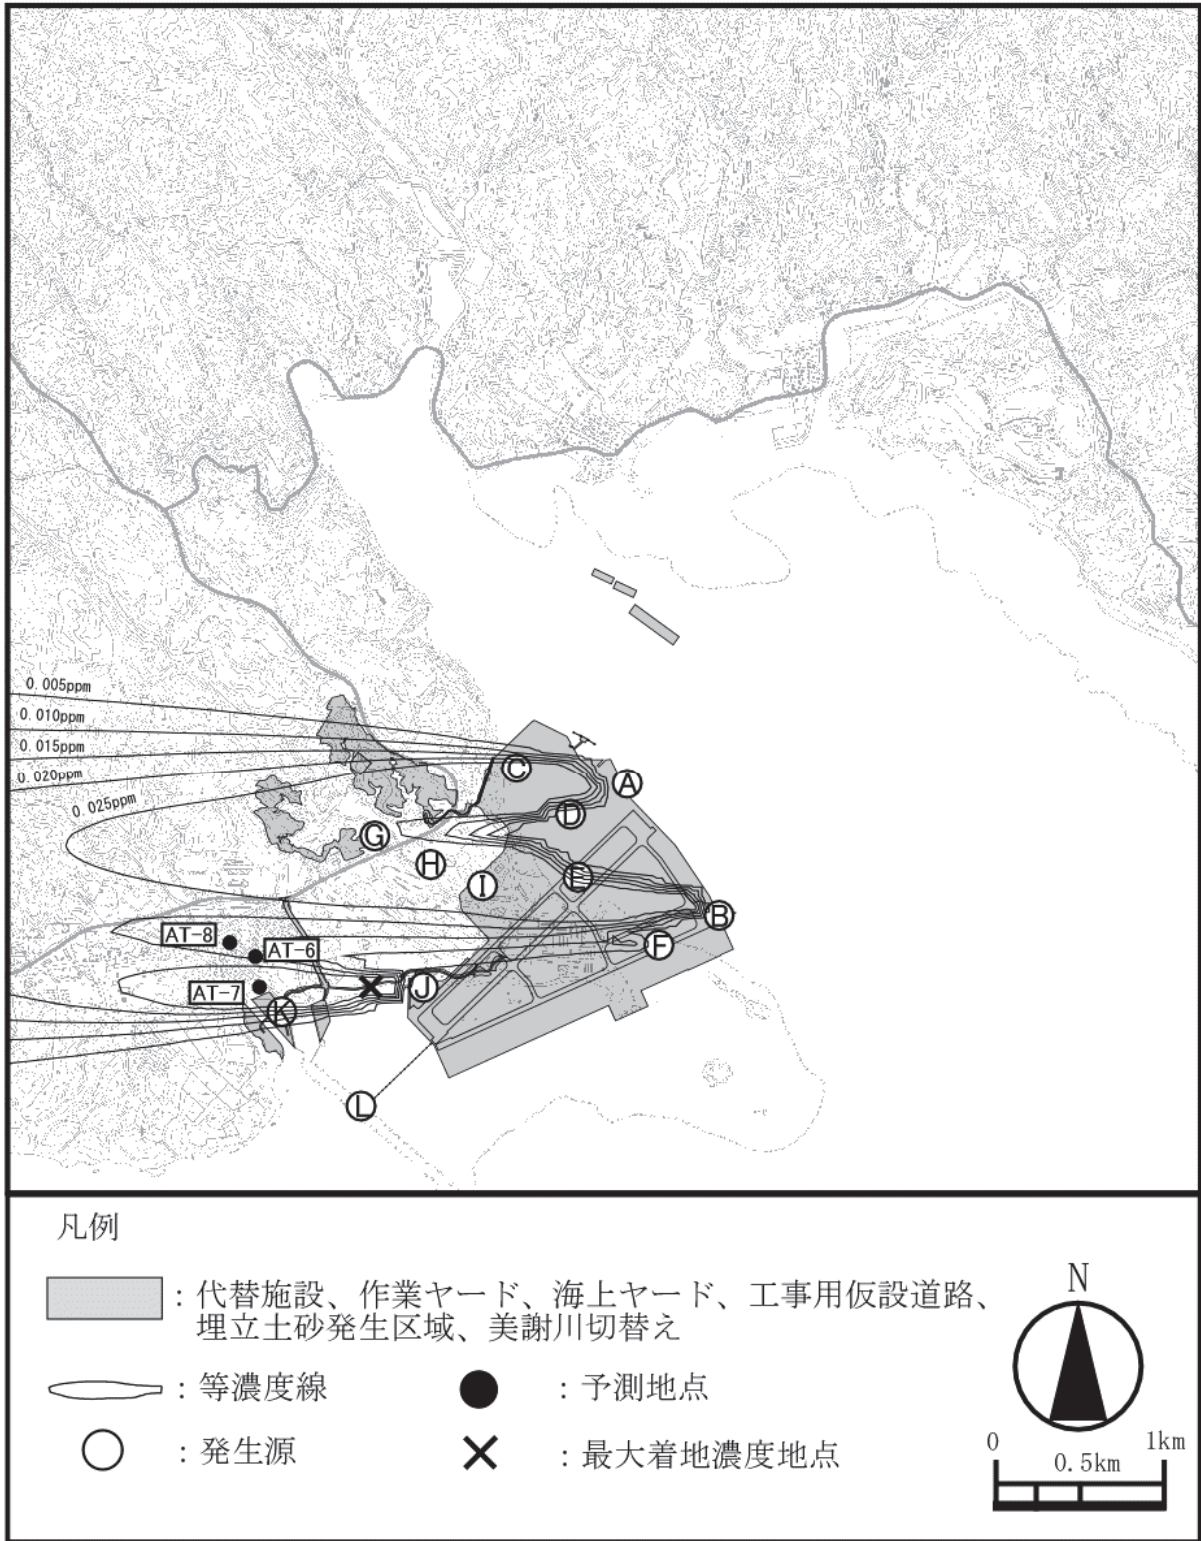 0.005ppm
0.010ppm
0.015ppm
0.020ppm
0.025ppm
C
A
D
G
H
E
I
B
F
AT-8
AT-6
AT-7
J
K
L
凡例
：代替施設、作業ヤード、海上ヤード、工事用仮設道路、
埋立土砂発生区域、美謝川切替え
：等濃度線
：予測地点
：発生源
：最大着地濃度地点
N
0 0.5km 1km